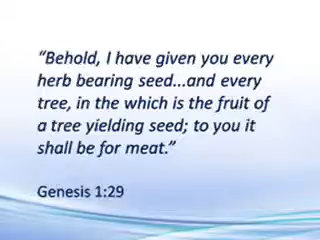 “Behold, I have given you every
herb bearing seed...and every
tree, in the which is the fruit of
a tree yielding seed; to you it
shall be for meat.”
Genesis 1:29